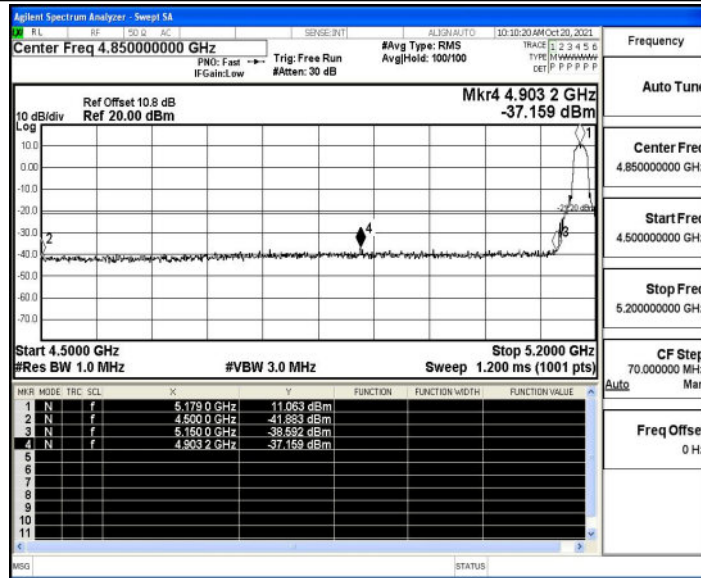 Agilent Spectrum Analyzer - Swept SA
RL RF 50 Ω AC SENSE:INT ALIGNAUTO 10:10:20 AM Oct 20, 2021
Center Freq 4.850000000 GHz
#Avg Type: RMS
TRACE 1 2 3 4 5 6
PNO: Fast Trig: Free Run Avg|Hold: 100/100
TYPE M
IFGain:Low #Atten: 30 dB
DET P P P P P P
Frequency
Auto Tune
Mkr4 4.903 2 GHz
-37.159 dBm
Ref Offset 10.8 dB
10 dB/div Ref 20.00 dBm
Log
1
10.0
0.00
-10.0
-20.0
-30.0
-40.0
-50.0
-60.0
-70.0
2
4
3
Center Freq
4.850000000 GHz
Start Freq
4.500000000 GHz
Stop Freq
5.200000000 GHz
Start 4.5000 GHz Stop 5.2000 GHz
#Res BW 1.0 MHz #VBW 3.0 MHz Sweep 1.200 ms (1001 pts)
CF Step
70.000000 MHz
Auto Man
MKR MODE TRC SCL X Y FUNCTION FUNCTION WIDTH FUNCTION VALUE
1 N f 5.179 0 GHz 11.063 dBm
2 N f 4.500 0 GHz -41.883 dBm
3 N f 5.150 0 GHz -38.592 dBm
4 N f 4.903 2 GHz -37.159 dBm
5
6
7
8
9
10
11
Freq Offset
0 Hz
MSG STATUS